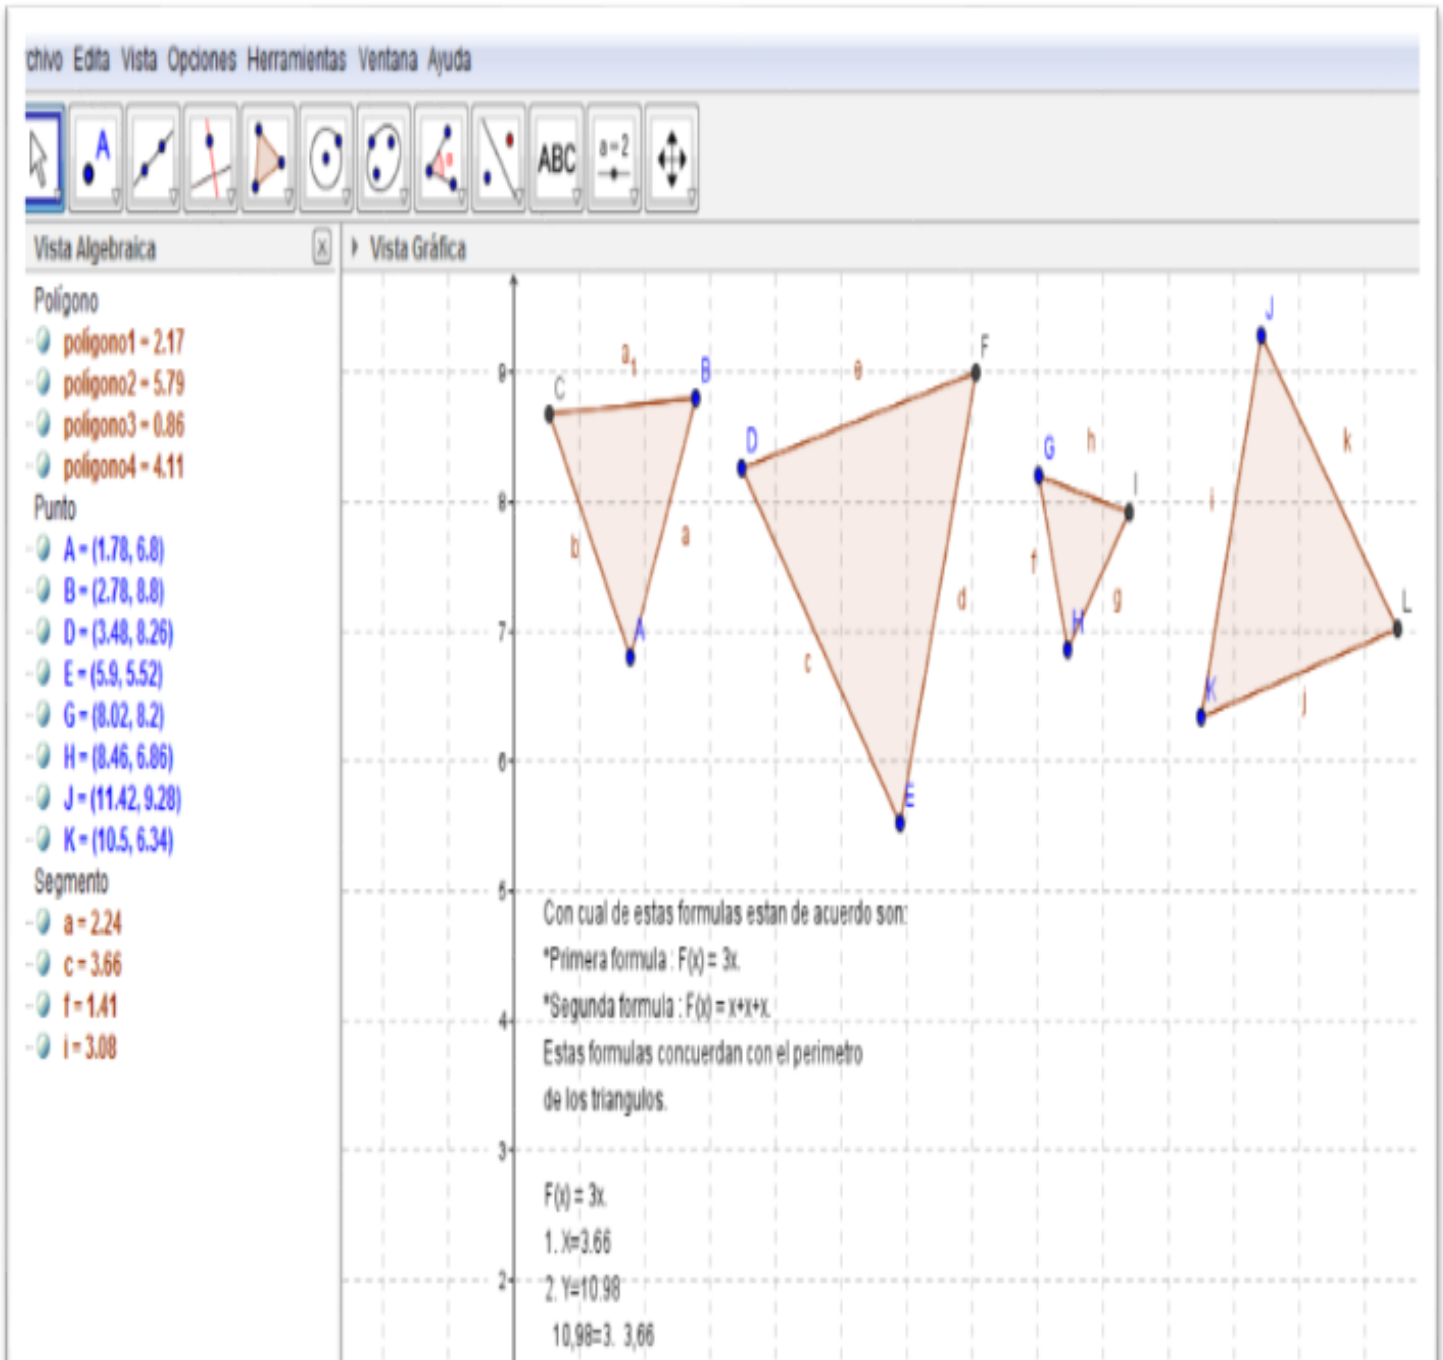 rchivo Edita Vista Opciones Herramientas Ventana Ayuda
A ABC a=2
Vista Algebraica
Vista Gráfica
Polígono
polígono1 = 2.17
polígono2 = 5.79
polígono3 = 0.86
polígono4 = 4.11
Punto
A = (1.78, 6.8)
B = (2.78, 8.8)
D = (3.48, 8.26)
E = (5.9, 5.52)
G = (8.02, 8.2)
H = (8.46, 6.86)
J = (11.42, 9.28)
K = (10.5, 6.34)
Segmento
a = 2.24
c = 3.66
f = 1.41
i = 3.08
J
F
a1 B e
9
C
D G h I k
8
i
b a f g d
L
7
A H
c K j
6
E
5
Con cual de estas formulas estan de acuerdo son:
*Primera formula : F(x) = 3x.
*Segunda formula : F(x) = x+x+x.
4
Estas formulas concuerdan con el perimetro
de los triangulos.
3
F(x) = 3x.
1. X=3.66
2
2. Y=10.98
10,98=3. 3,66